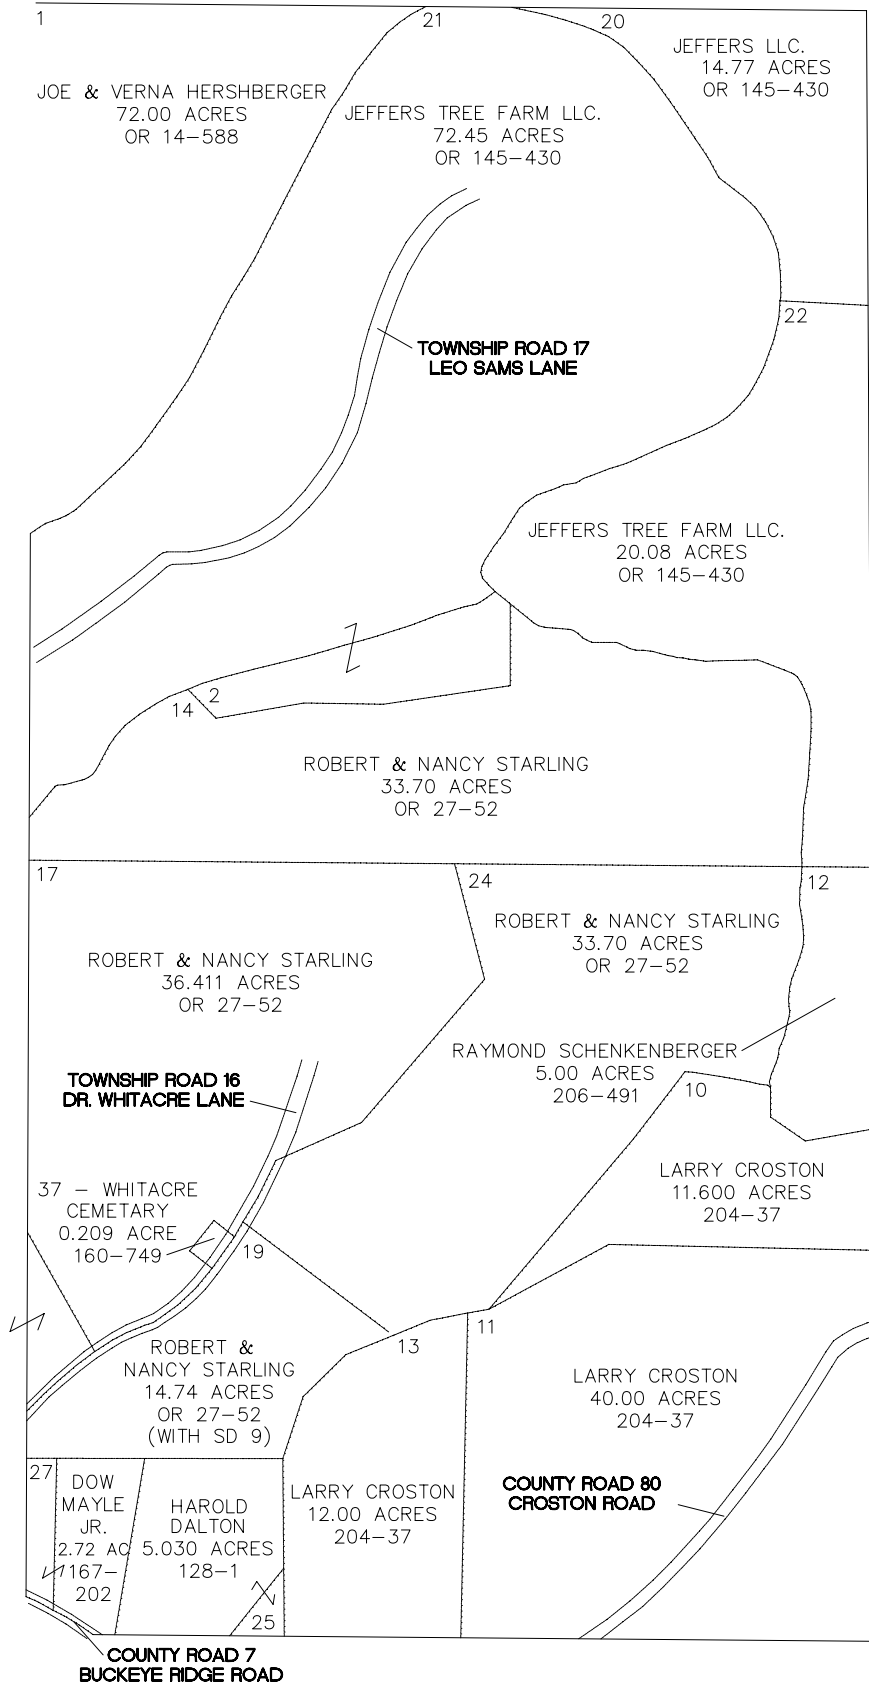 1
21
20
JEFFERS LLC.
14.77 ACRES
OR 145-430
JOE & VERNA HERSHBERGER
72.00 ACRES
OR 14-588
JEFFERS TREE FARM LLC.
72.45 ACRES
OR 145-430
22
TOWNSHIP ROAD 17
LEO SAMS LANE
JEFFERS TREE FARM LLC.
20.08 ACRES
OR 145-430
14
2
ROBERT & NANCY STARLING
33.70 ACRES
OR 27-52
17
24
12
ROBERT & NANCY STARLING
36.411 ACRES
OR 27-52
ROBERT & NANCY STARLING
33.70 ACRES
OR 27-52
RAYMOND SCHENKENBERGER
5.00 ACRES
206-491
10
TOWNSHIP ROAD 16
DR. WHITACRE LANE
LARRY CROSTON
11.600 ACRES
204-37
37 - WHITACRE
CEMETARY
0.209 ACRE
160-749
19
13
11
ROBERT &
NANCY STARLING
14.74 ACRES
OR 27-52
(WITH SD 9)
LARRY CROSTON
40.00 ACRES
204-37
27
DOW
MAYLE
JR.
2.72 AC
167-
202
HAROLD
DALTON
5.030 ACRES
128-1
25
LARRY CROSTON
12.00 ACRES
204-37
COUNTY ROAD 80
CROSTON ROAD
COUNTY ROAD 7
BUCKEYE RIDGE ROAD